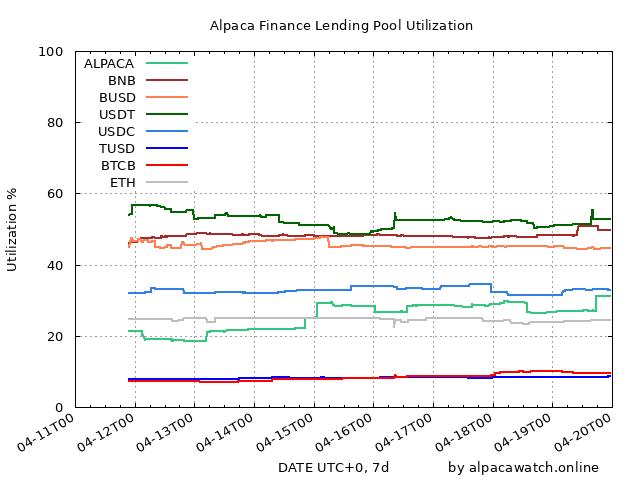 Alpaca Finance Lending Pool Utilization
Utilization %
100
80
60
40
20
0
ALPACA
BNB
BUSD
USDT
USDC
TUSD
BTCB
ETH
04-11T00
04-12T00
04-13T00
04-14T00
04-15T00
04-16T00
04-17T00
04-18T00
04-19T00
04-20T00
DATE UTC+0, 7d
by alpacawatch.online